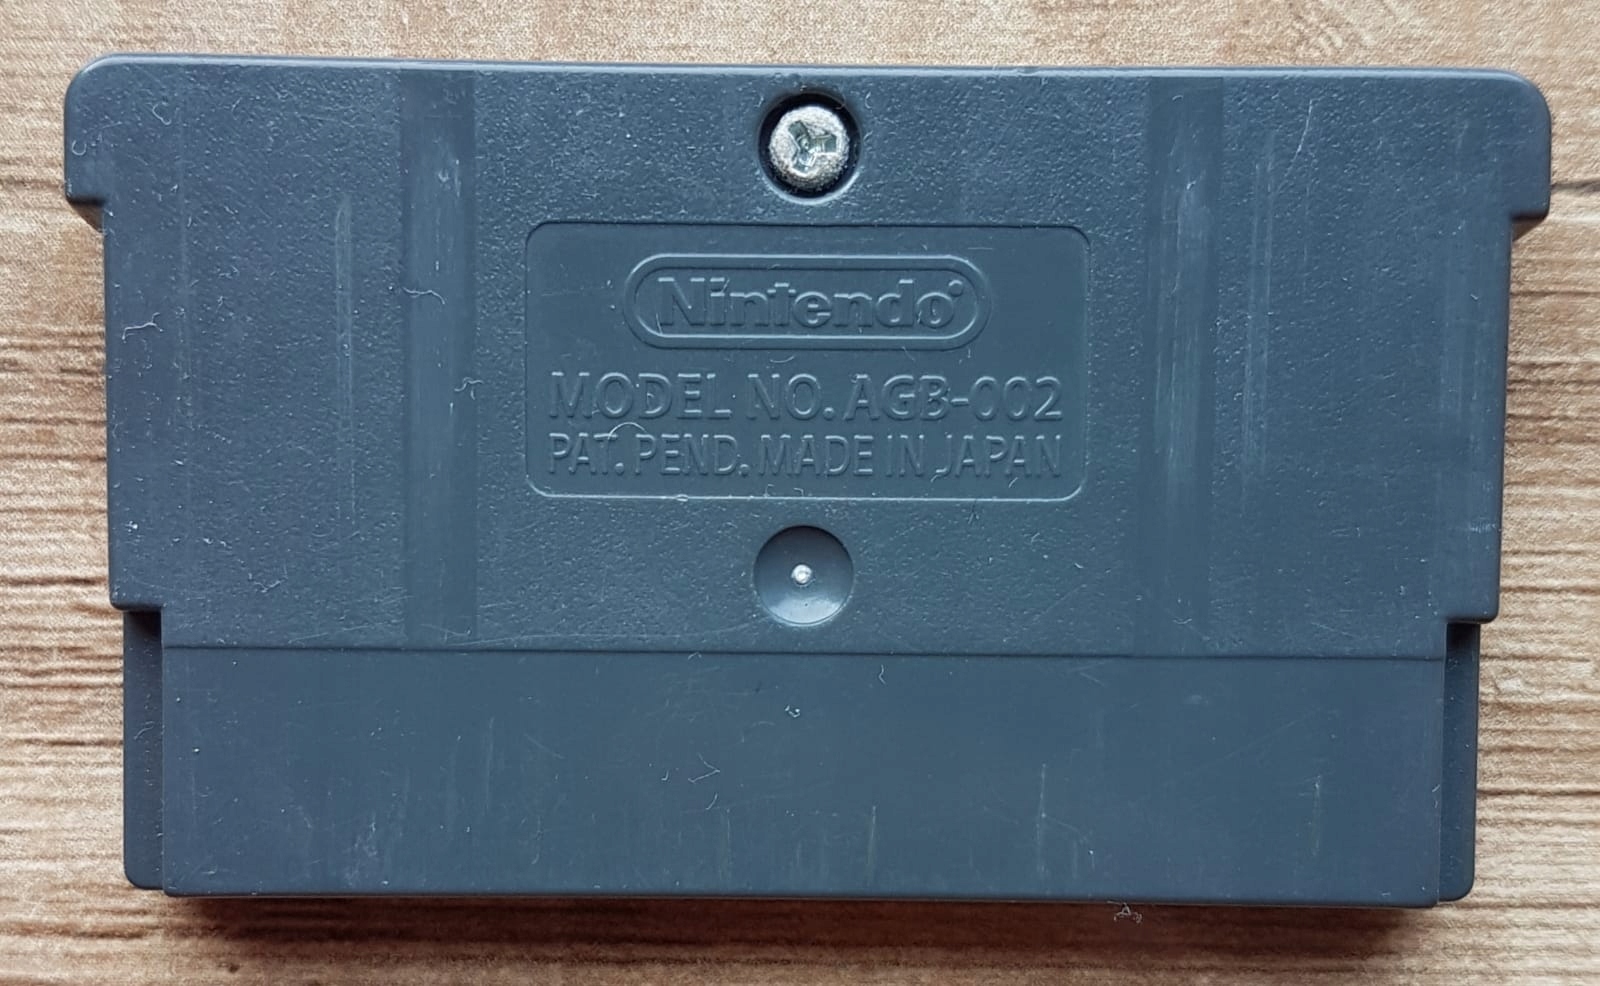 Nintendo
MODEL NO. AGB-002
PAT. PEND. MADE IN JAPAN